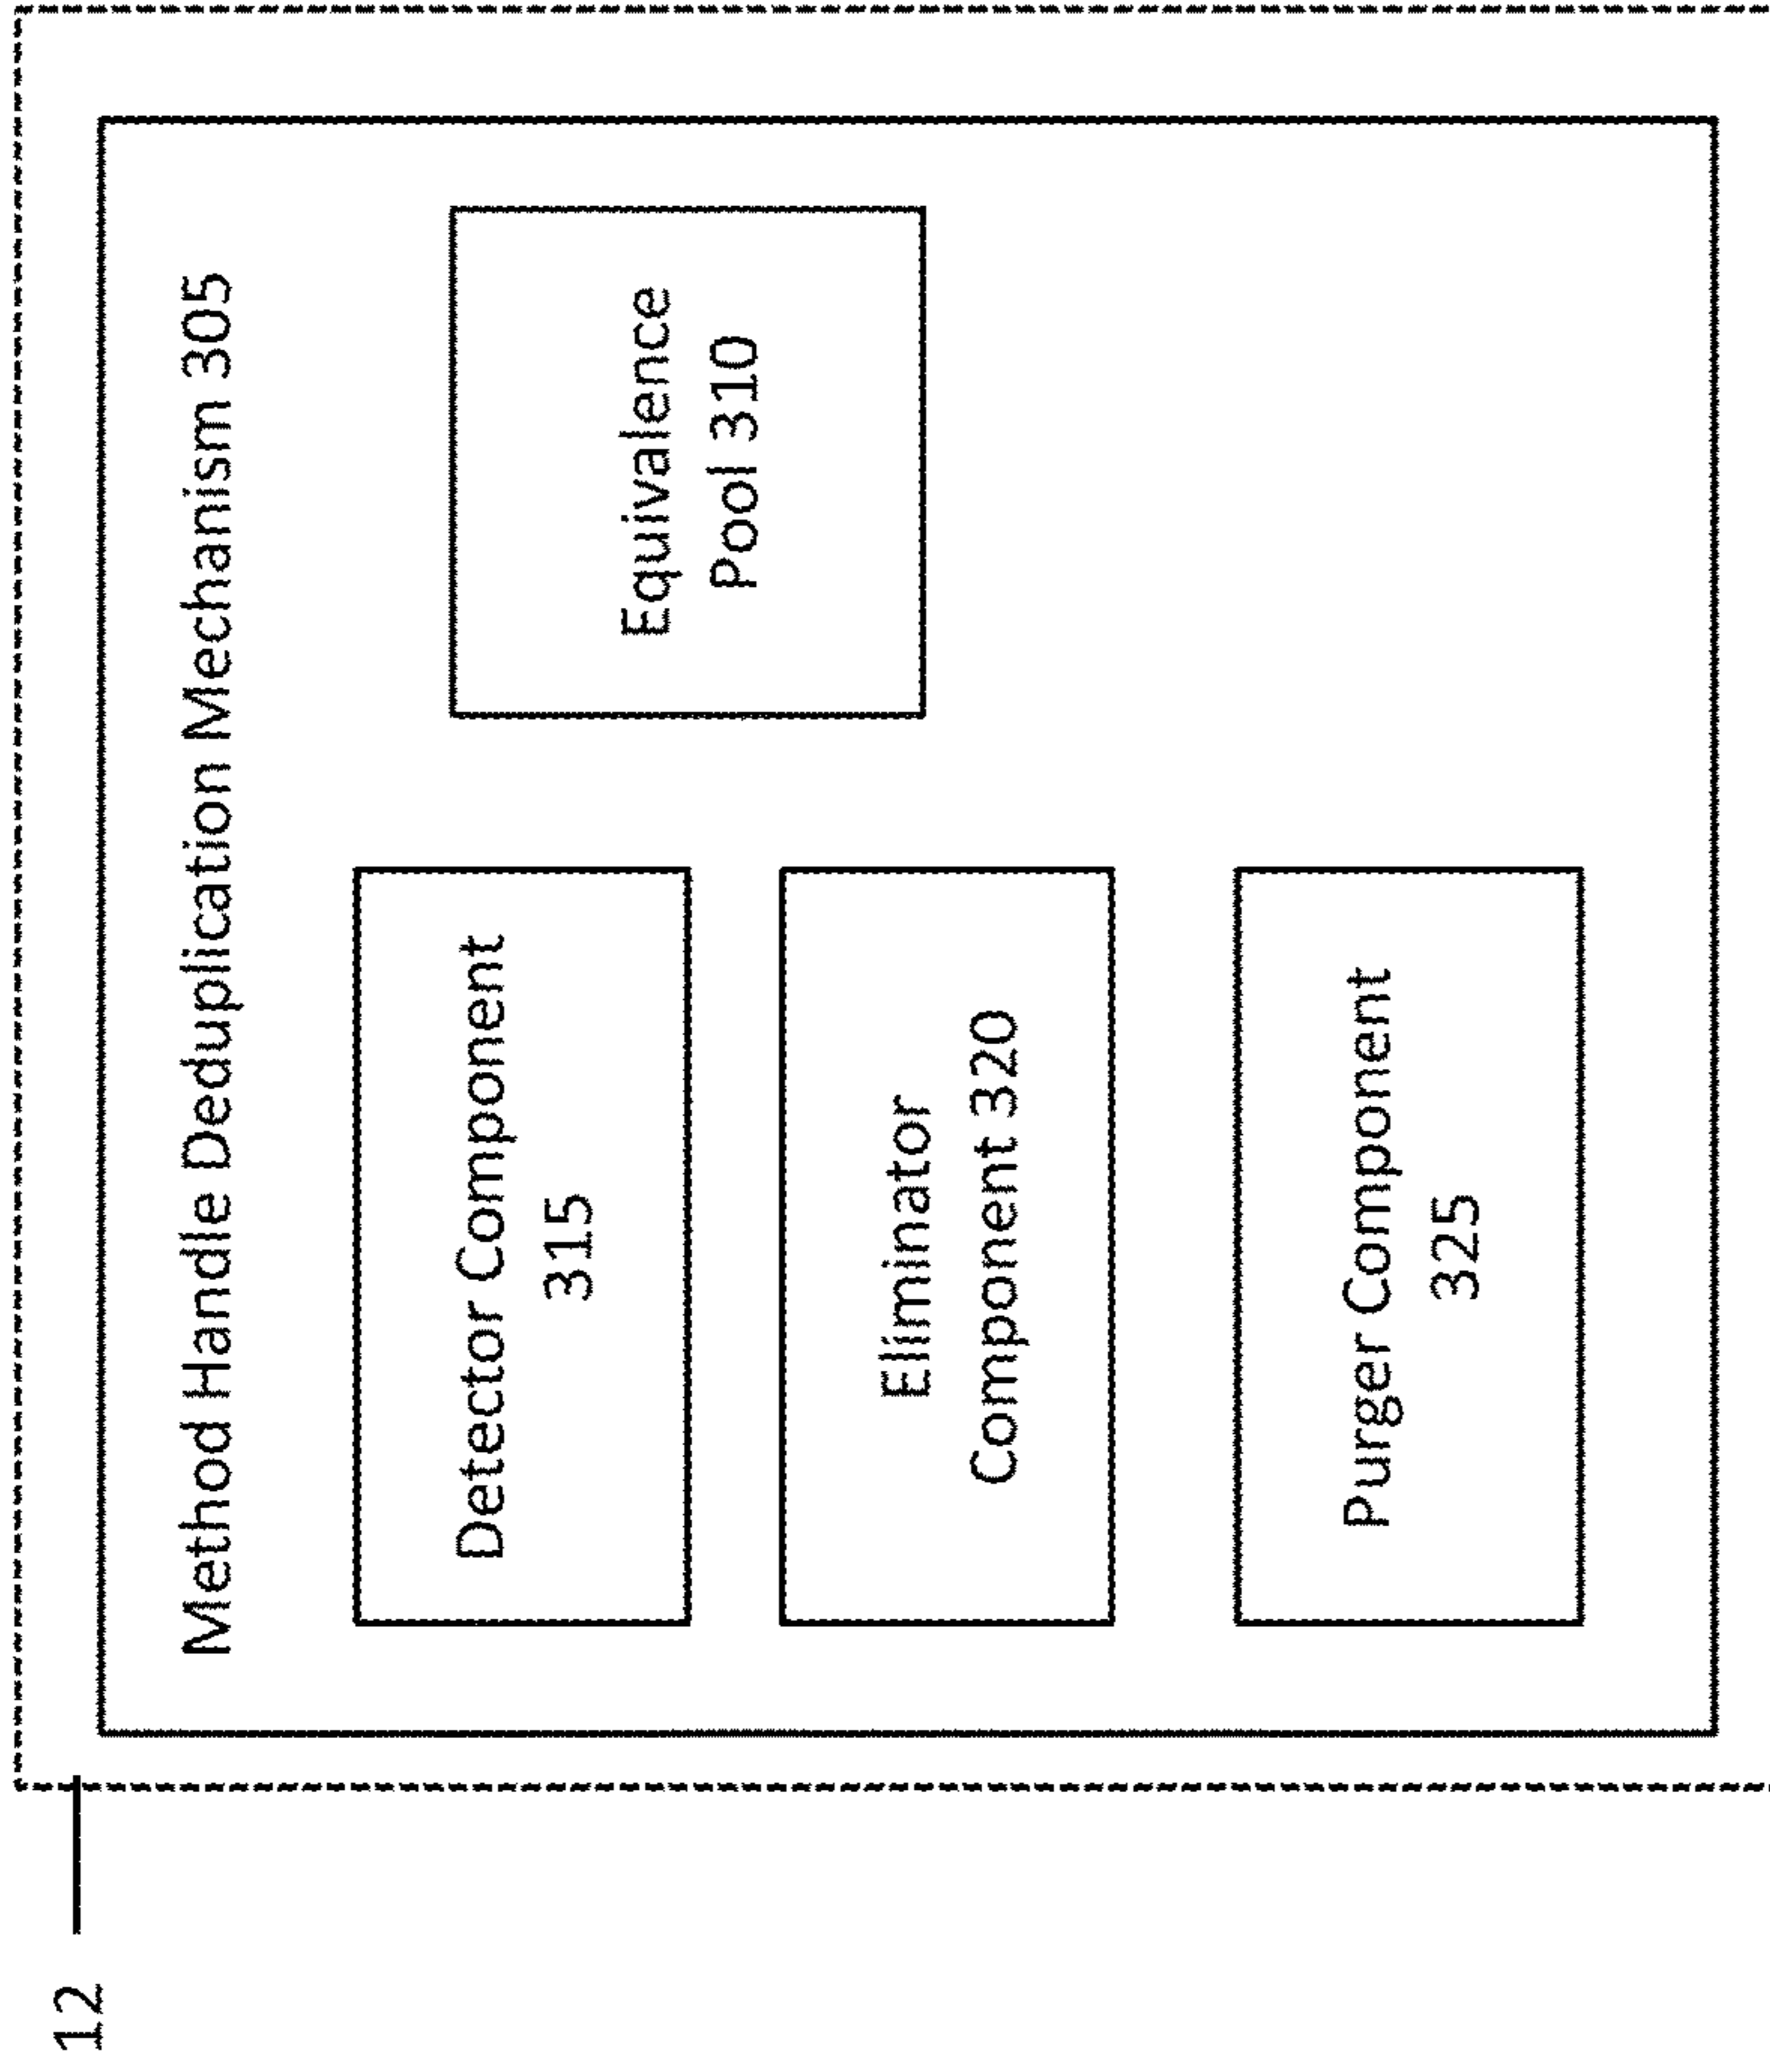 12
Method Handle Deduplication Mechanism 305
Detector Component
315
Equivalence
Pool 310
Eliminator
Component 320
Purger Component
325